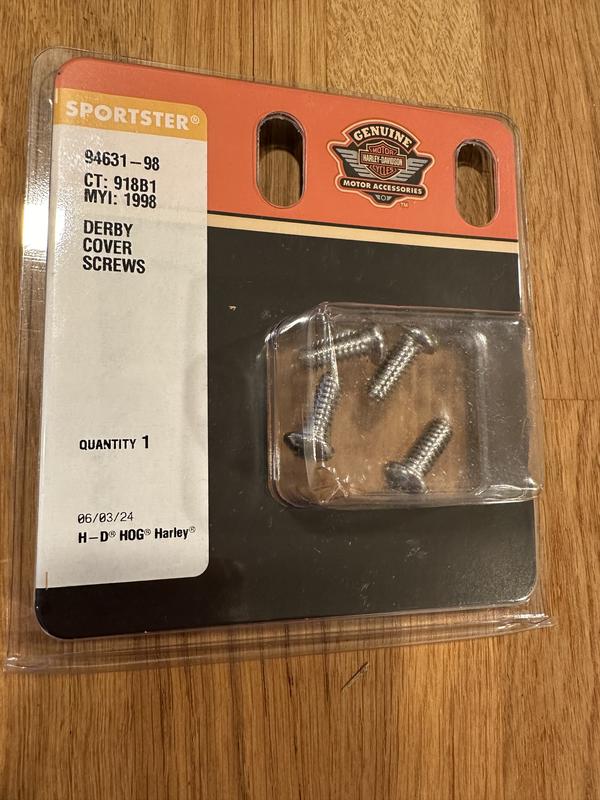 SPORTSTER®
94631-98
CT: 918B1
MYI: 1998
DERBY
COVER
SCREWS
QUANTITY 1
06/03/24
H-D® HOG® Harley®
GENUINE
MOTOR
HARLEY-DAVIDSON
CYCLES
MOTOR ACCESSORIES
TM